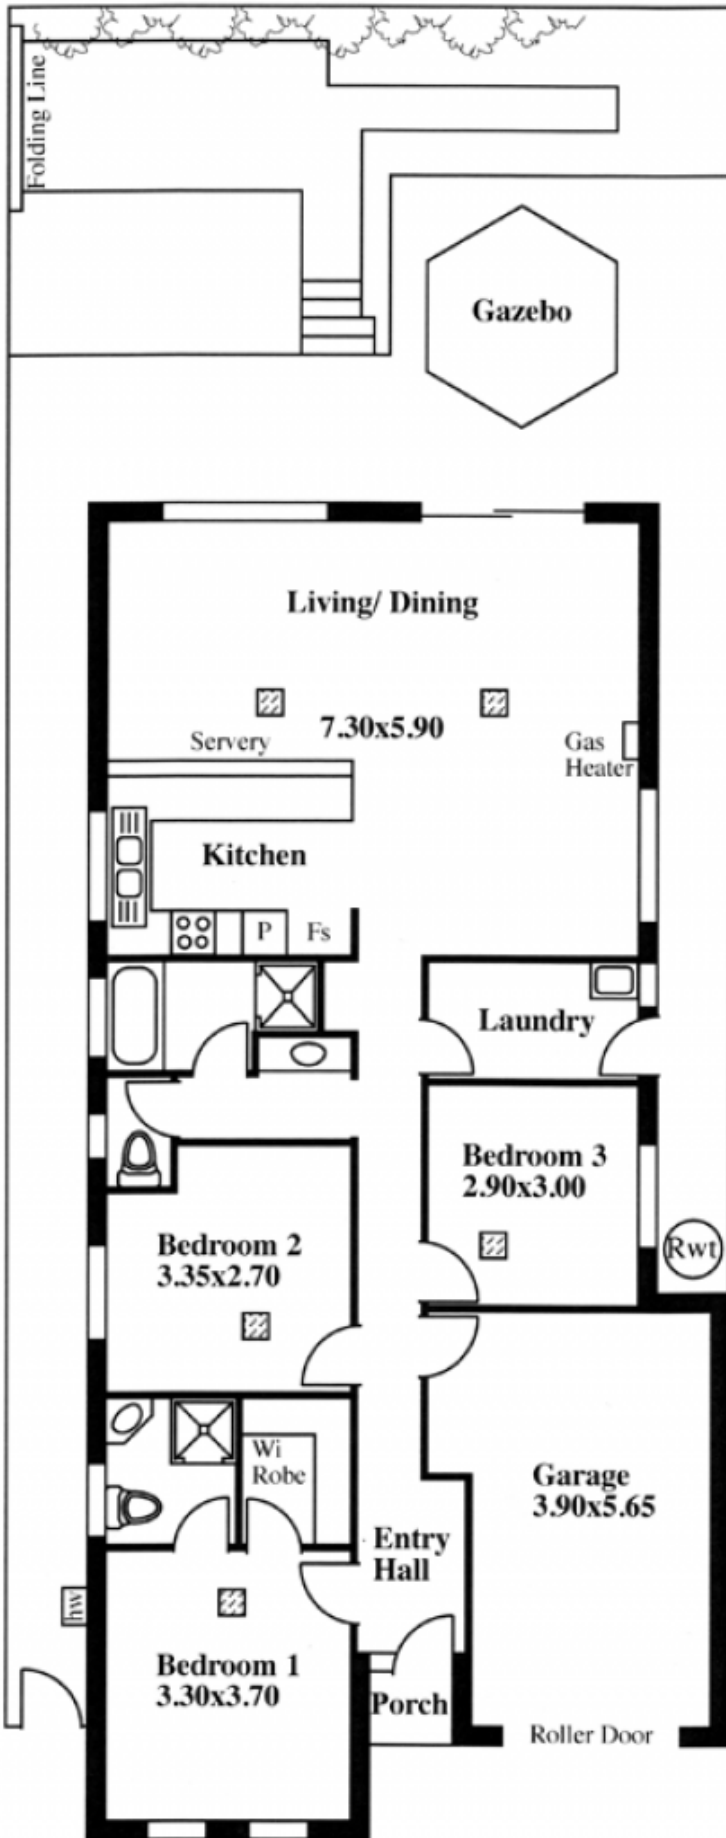 Folding Line
Gazebo
Living/ Dining
7.30x5.90
Servery
Gas
Heater
Kitchen
P
Fs
Laundry
Bedroom 3
2.90x3.00
Rwt
Bedroom 2
3.35x2.70
Wi
Robe
Garage
3.90x5.65
Entry
Hall
hw
Bedroom 1
3.30x3.70
Porch
Roller Door